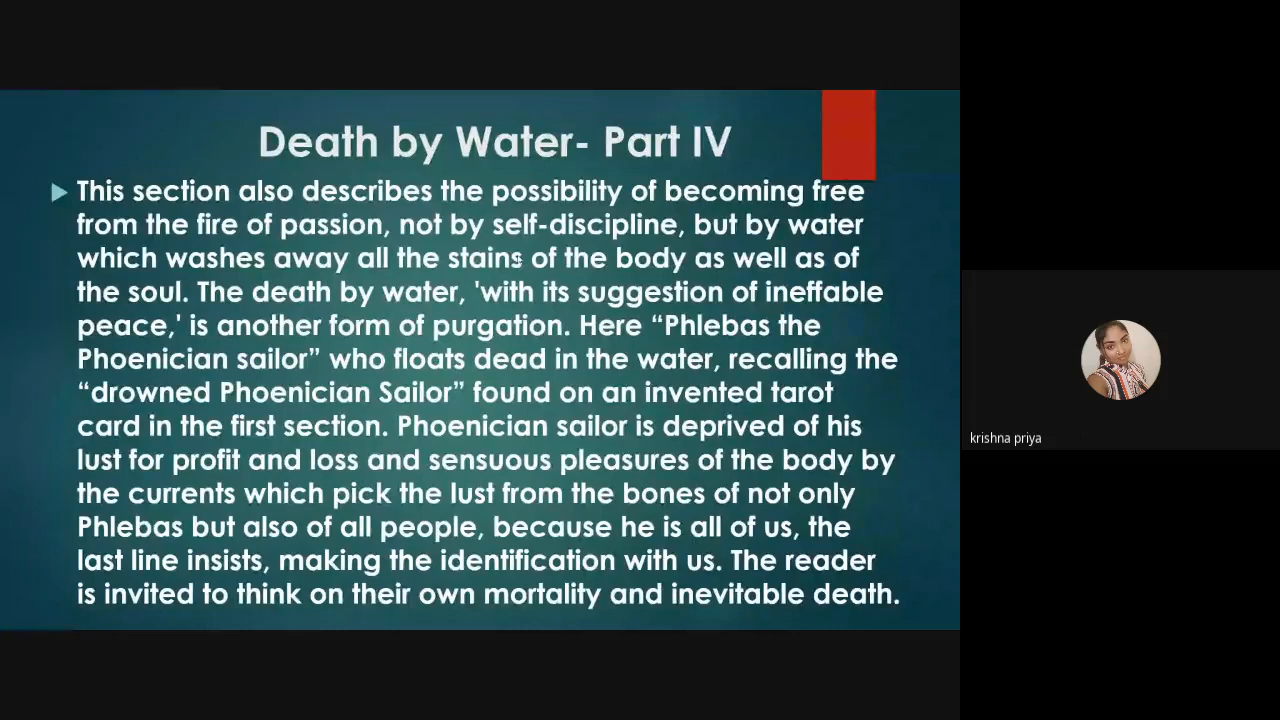 Death by Water- Part IV
This section also describes the possibility of becoming free
from the fire of passion, not by self-discipline, but by water
which washes away all the stains of the body as well as of
the soul. The death by water, 'with its suggestion of ineffable
peace,' is another form of purgation. Here “Phlebas the
Phoenician sailor” who floats dead in the water, recalling the
“drowned Phoenician Sailor” found on an invented tarot
card in the first section. Phoenician sailor is deprived of his
lust for profit and loss and sensuous pleasures of the body by
the currents which pick the lust from the bones of not only
Phlebas but also of all people, because he is all of us, the
last line insists, making the identification with us. The reader
is invited to think on their own mortality and inevitable death.
krishna priya